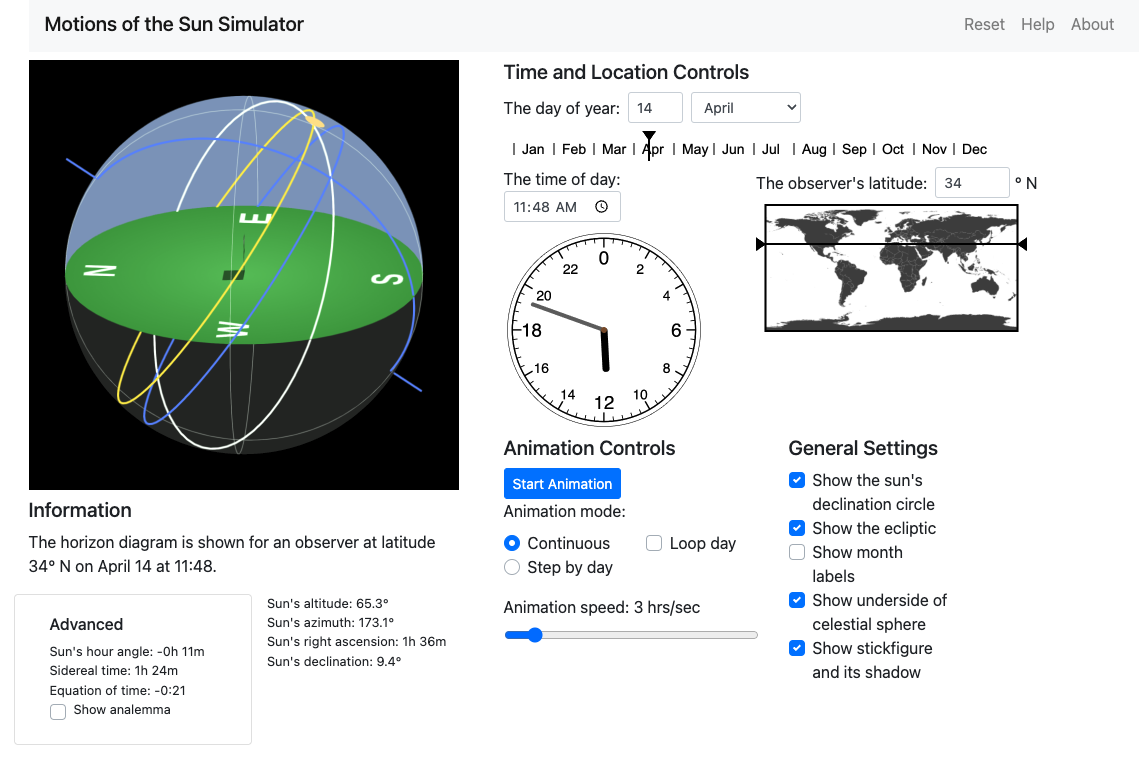 Motions of the Sun Simulator
Reset Help About
N
E
S
W
Information
The horizon diagram is shown for an observer at latitude
34° N on April 14 at 11:48.
Advanced
Sun's hour angle: -0h 11m
Sidereal time: 1h 24m
Equation of time: -0:21
Show analemma
Sun's altitude: 65.3°
Sun's azimuth: 173.1°
Sun's right ascension: 1h 36m
Sun's declination: 9.4°
Time and Location Controls
The day of year: 14 April
| Jan | Feb | Mar | Apr | May | Jun | Jul | Aug | Sep | Oct | Nov | Dec
The time of day:
11:48 AM
0
2
4
6
8
10
12
14
16
18
20
22
The observer's latitude: 34 ° N
Animation Controls
Start Animation
Animation mode:
Continuous Loop day
Step by day
Animation speed: 3 hrs/sec
General Settings
Show the sun's
declination circle
Show the ecliptic
Show month
labels
Show underside of
celestial sphere
Show stickfigure
and its shadow